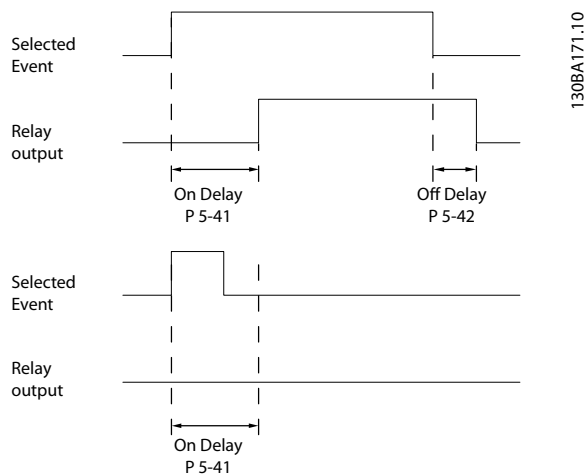 Selected
Event
Relay
output
On Delay
P 5-41
Off Delay
P 5-42
Selected
Event
Relay
output
On Delay
P 5-41
130BA171.10